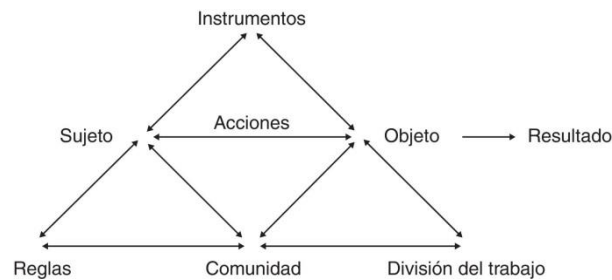 Instrumentos
Acciones
Sujeto
Objeto
Resultado
Reglas
Comunidad
División del trabajo